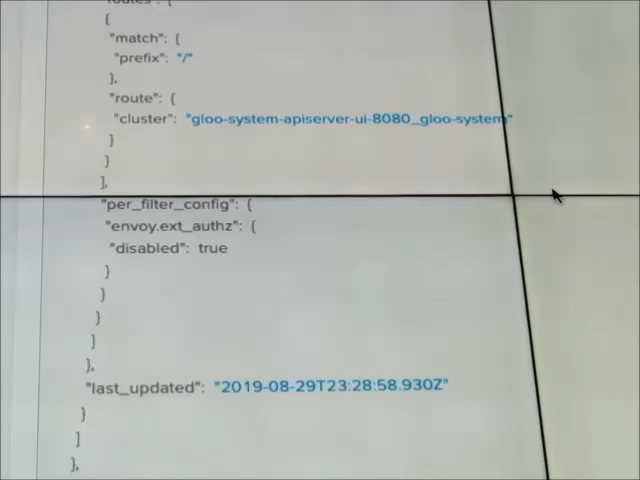 "routes": [
{
"match": {
"prefix": "/"
},
"route": {
"cluster": "gloo-system-apiserver-ui-8080_gloo-system"
}
}
],
"per_filter_config": {
"envoy.ext_authz": {
"disabled": true
}
}
}
]
},
"last_updated": "2019-08-29T23:28:58.930Z"
}
]
},